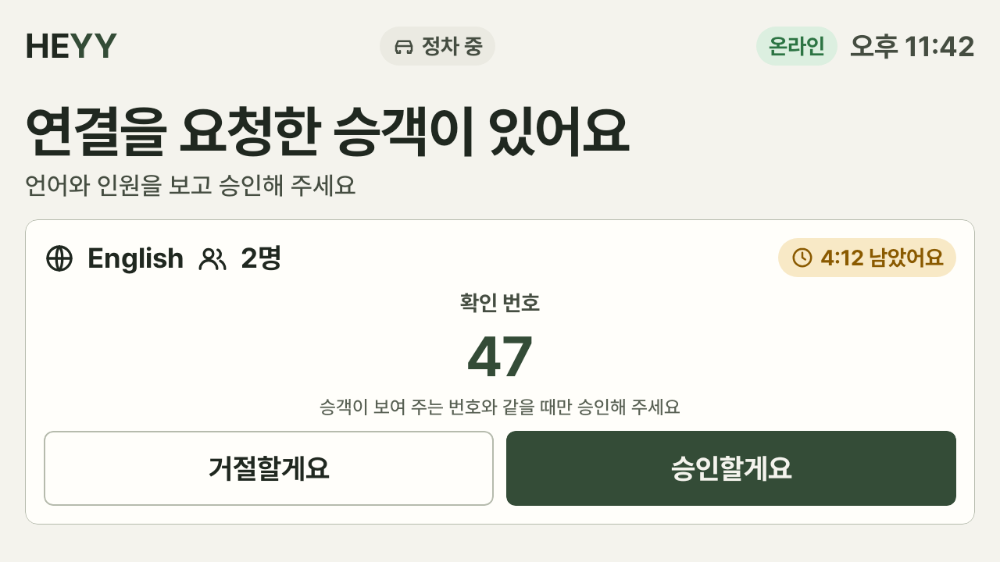 HEYY
정차 중
온라인
오후 11:42
연결을 요청한 승객이 있어요
언어와 인원을 보고 승인해 주세요
English 2명
4:12 남았어요
확인 번호
47
승객이 보여 주는 번호와 같을 때만 승인해 주세요
거절할게요
승인할게요